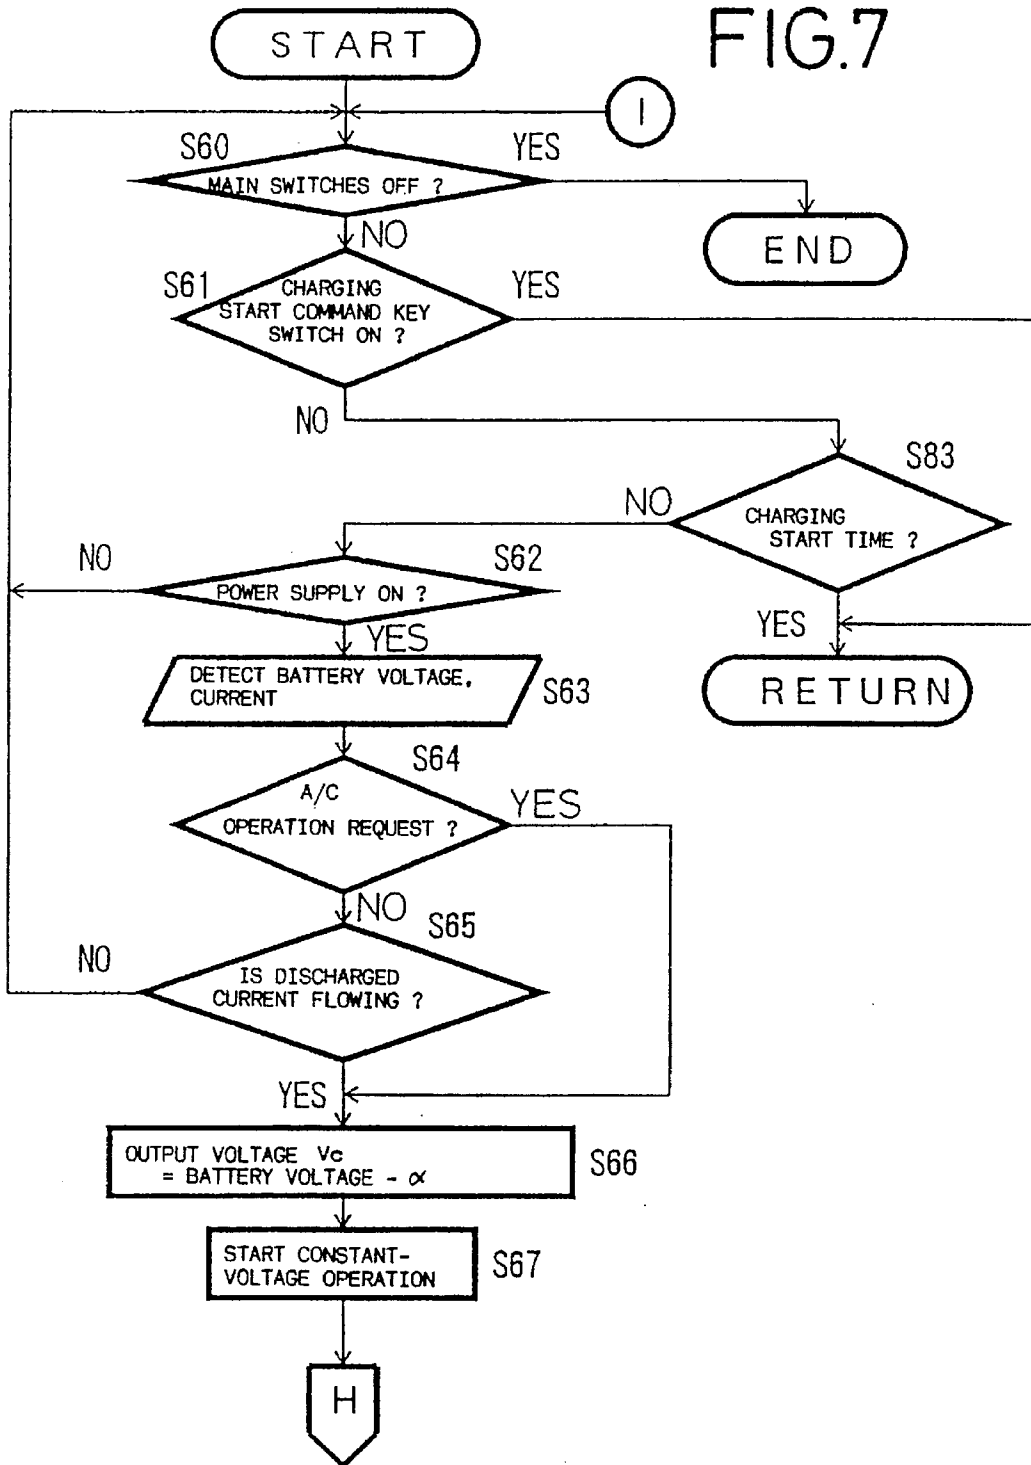 FIG.7
START
I
S60
YES
MAIN SWITCHES OFF ?
NO
END
S61
CHARGING
START COMMAND KEY
SWITCH ON ?
YES
NO
S83
NO
CHARGING
START TIME ?
NO
S62
POWER SUPPLY ON ?
YES
YES
DETECT BATTERY VOLTAGE,
CURRENT
S63
RETURN
S64
A/C
OPERATION REQUEST ?
YES
NO
S65
NO
IS DISCHARGED
CURRENT FLOWING ?
YES
OUTPUT VOLTAGE Vc
= BATTERY VOLTAGE - α
S66
START CONSTANT-
VOLTAGE OPERATION
S67
H